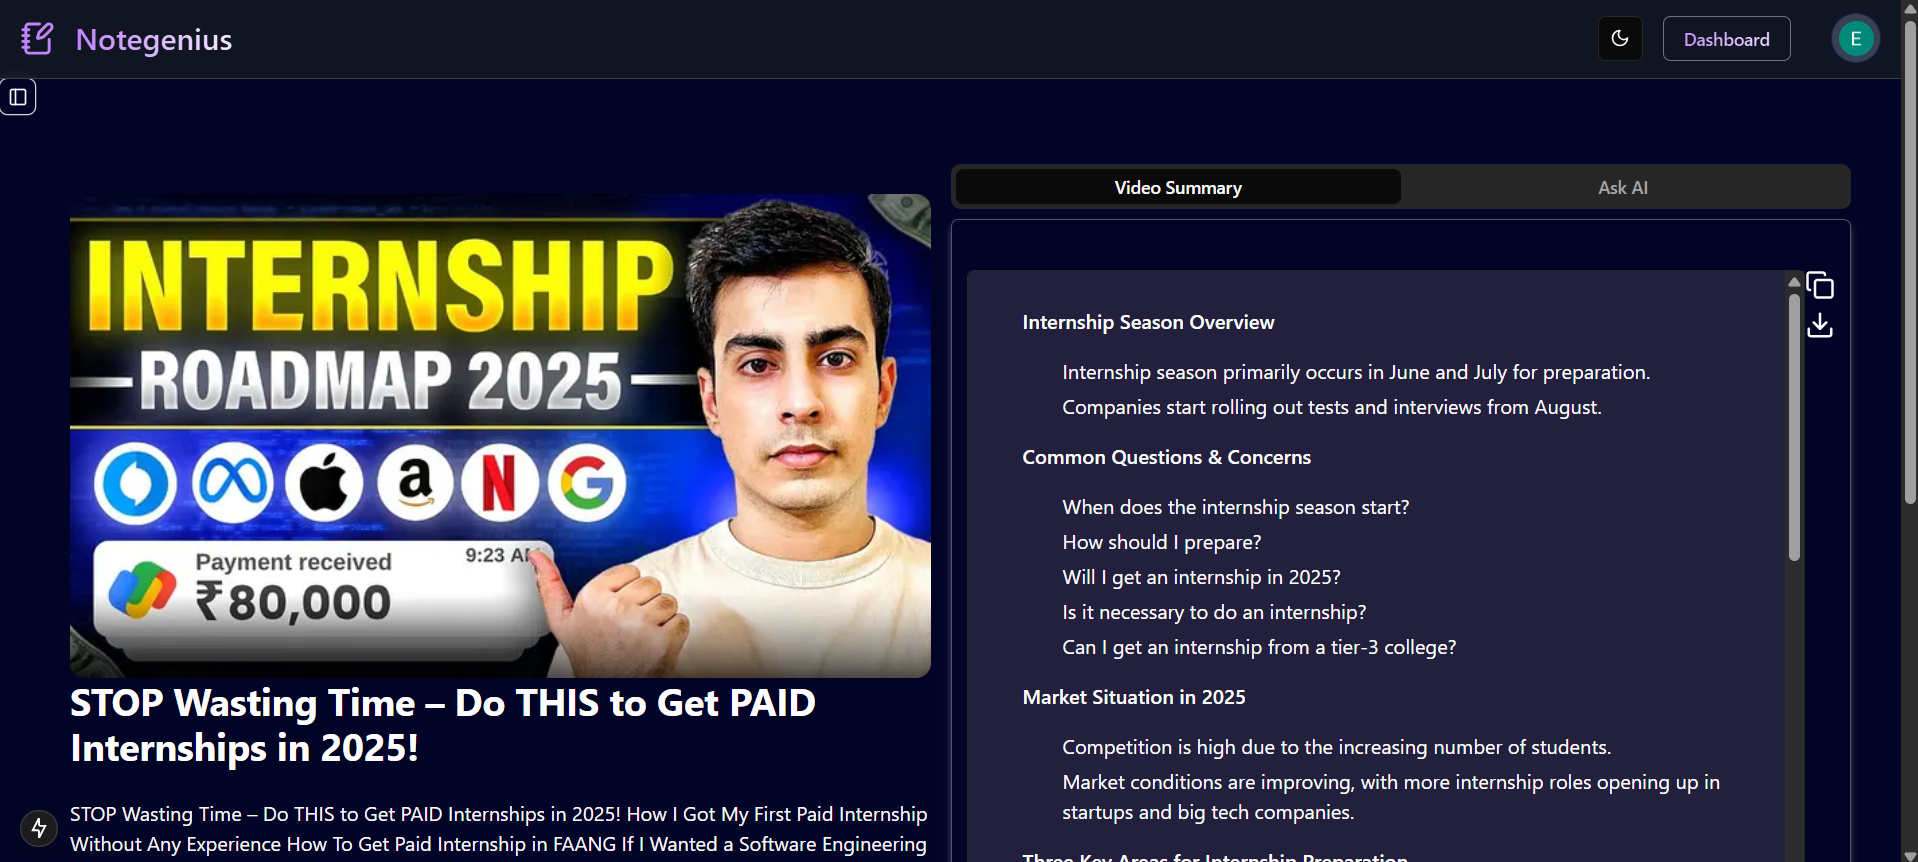 Notegenius
Dashboard
E
Video Summary
Ask AI
INTERNSHIP
ROADMAP 2025
a
N
G
Payment received
9:23 AM
₹80,000
STOP Wasting Time – Do THIS to Get PAID
Internships in 2025!
STOP Wasting Time – Do THIS to Get PAID Internships in 2025! How I Got My First Paid Internship
Without Any Experience How To Get Paid Internship in FAANG If I Wanted a Software Engineering
Internship Season Overview
Internship season primarily occurs in June and July for preparation.
Companies start rolling out tests and interviews from August.
Common Questions & Concerns
When does the internship season start?
How should I prepare?
Will I get an internship in 2025?
Is it necessary to do an internship?
Can I get an internship from a tier-3 college?
Market Situation in 2025
Competition is high due to the increasing number of students.
Market conditions are improving, with more internship roles opening up in
startups and big tech companies.
Three Key Areas for Internship Preparation